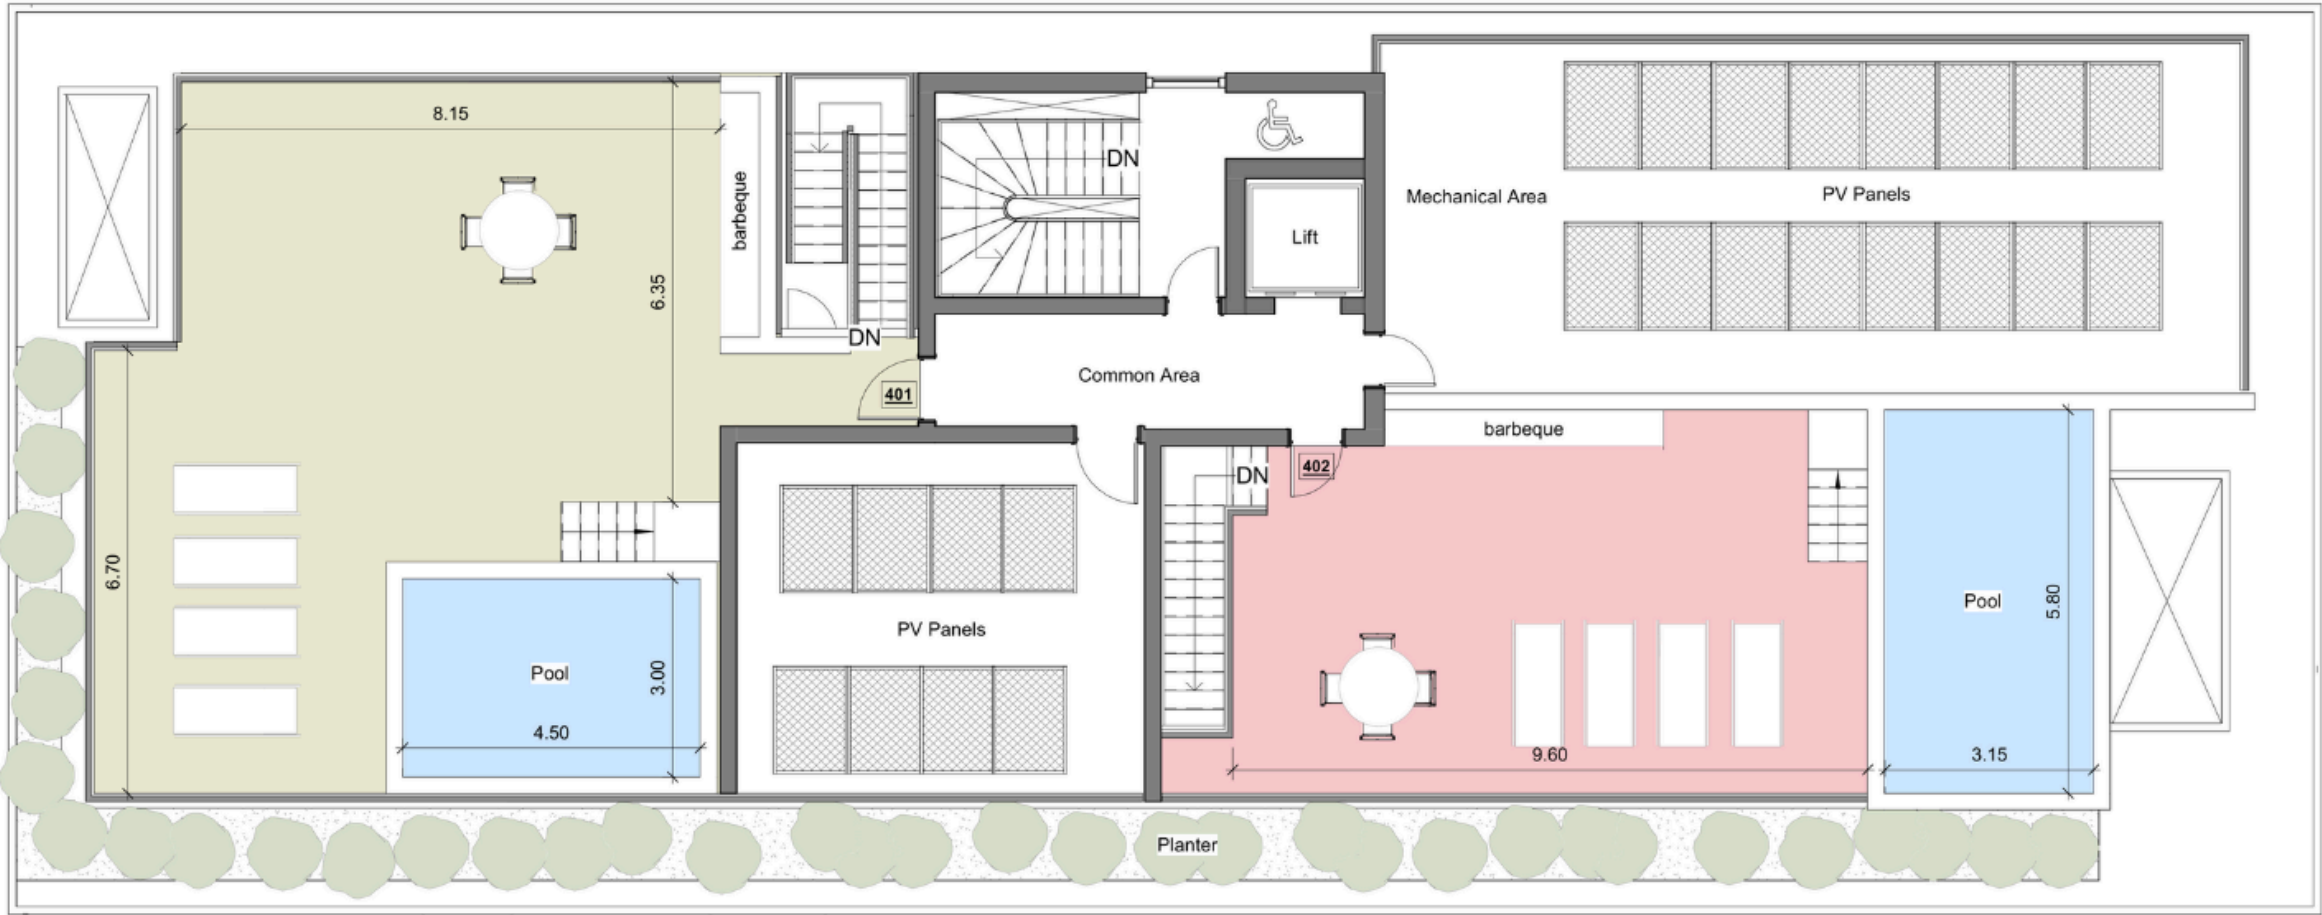 8.15
barbeque
6.35
DN
401
6.70
Pool
3.00
4.50
DN
Lift
Common Area
Mechanical Area
PV Panels
PV Panels
barbeque
DN
402
9.60
Pool
5.80
3.15
Planter